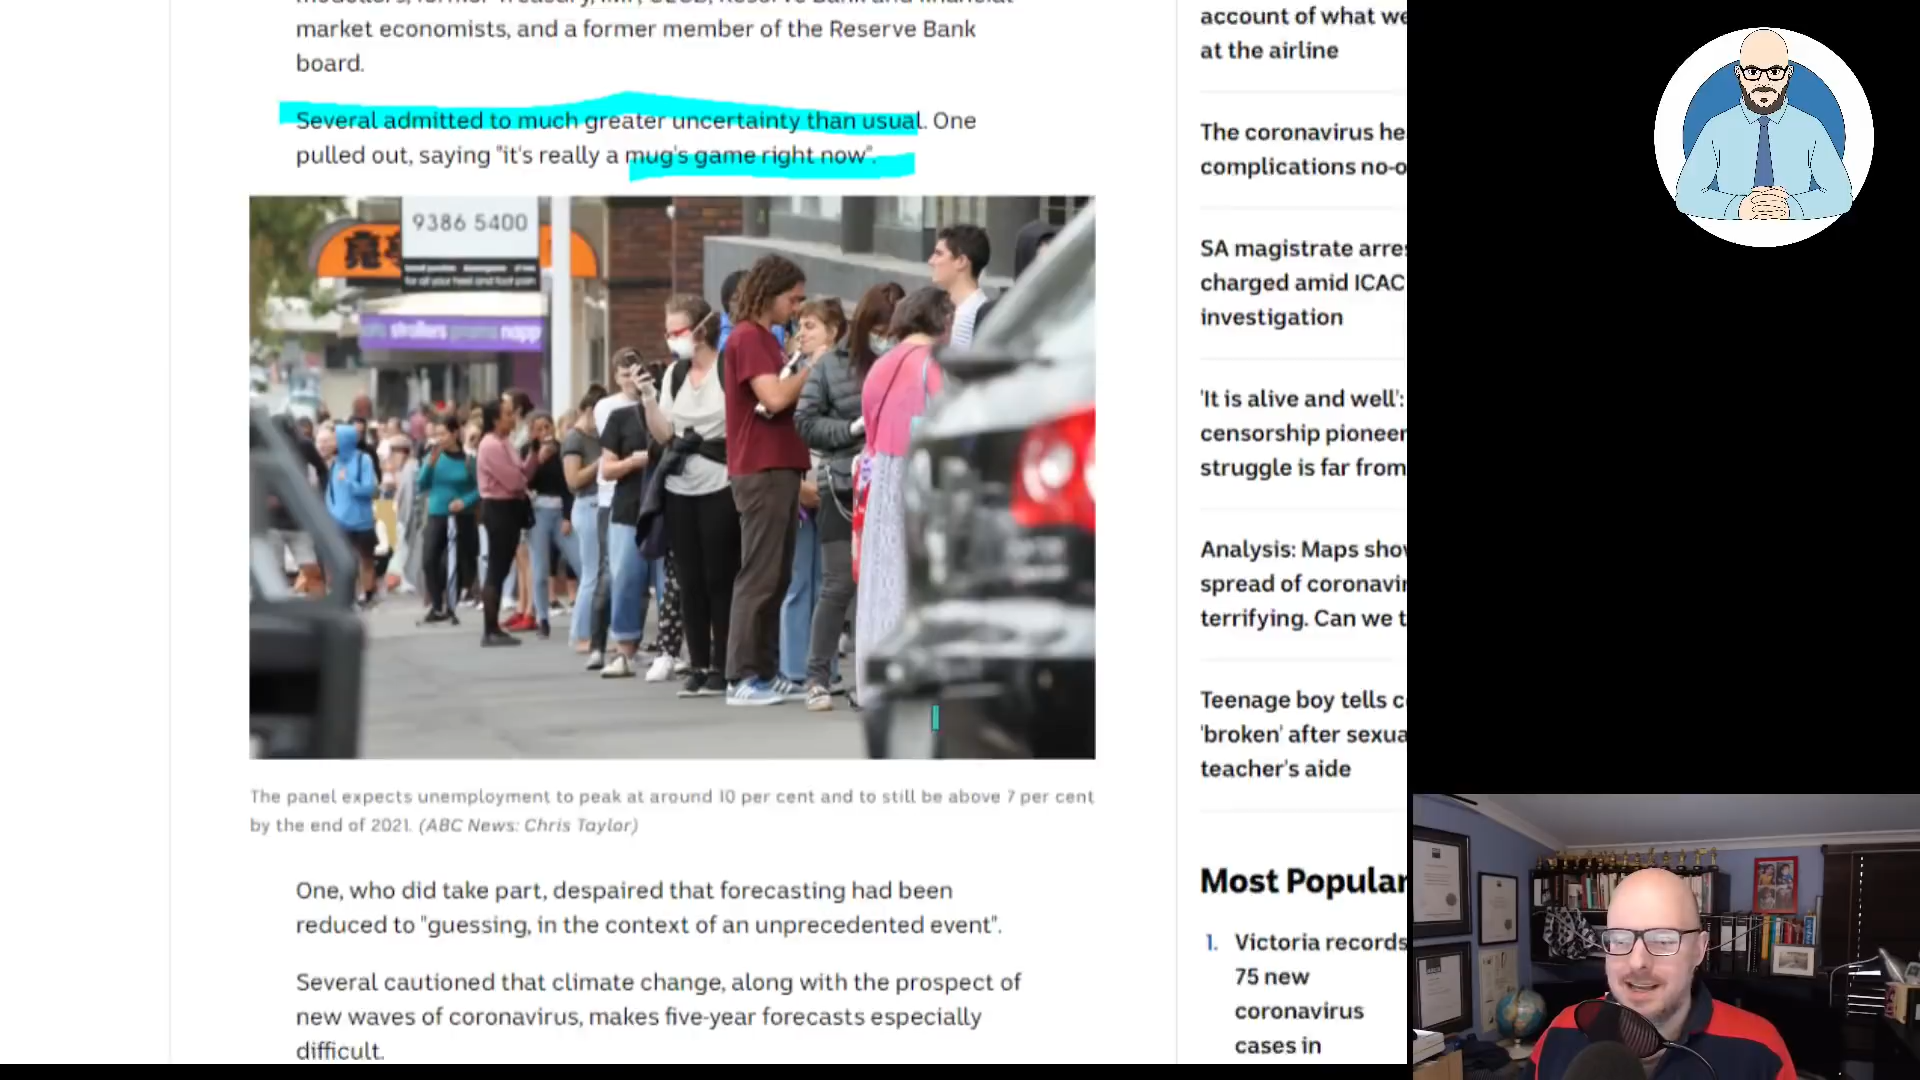 market economists, and a former member of the Reserve Bank
board.
Several admitted to much greater uncertainty than usual. One
pulled out, saying "it's really a mug's game right now".
9386 5400
strollers prams napp
The panel expects unemployment to peak at around 10 per cent and to still be above 7 per cent
by the end of 2021. (ABC News: Chris Taylor)
One, who did take part, despaired that forecasting had been
reduced to "guessing, in the context of an unprecedented event".
Several cautioned that climate change, along with the prospect of
new waves of coronavirus, makes five-year forecasts especially
difficult.
account of what we
at the airline
The coronavirus he
complications no-o
SA magistrate arre
charged amid ICAC
investigation
'It is alive and well':
censorship pioneer
struggle is far from
Analysis: Maps sho
spread of coronavir
terrifying. Can we t
Teenage boy tells c
'broken' after sexua
teacher's aide
Most Popular
1. Victoria records
75 new
coronavirus
cases in